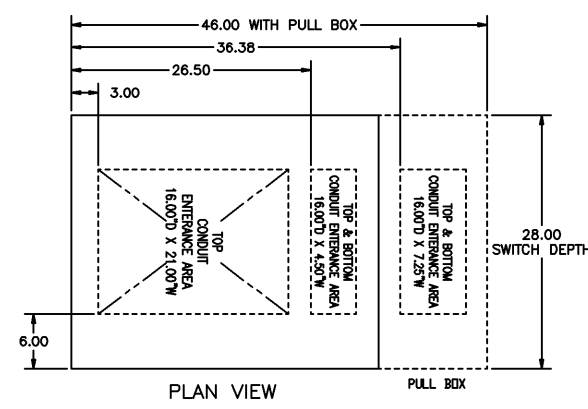 46.00 WITH PULL BOX
36.38
26.50
3.00
TOP
CONDUIT
ENTERANCE AREA
16.00"D X 21.00"W
TOP & BOTTOM
CONDUIT ENTERANCE AREA
16.00"D X 4.50"W
TOP & BOTTOM
CONDUIT ENTERANCE AREA
16.00"D X 7.25"W
28.00
SWITCH DEPTH
6.00
PLAN VIEW
PULL BOX